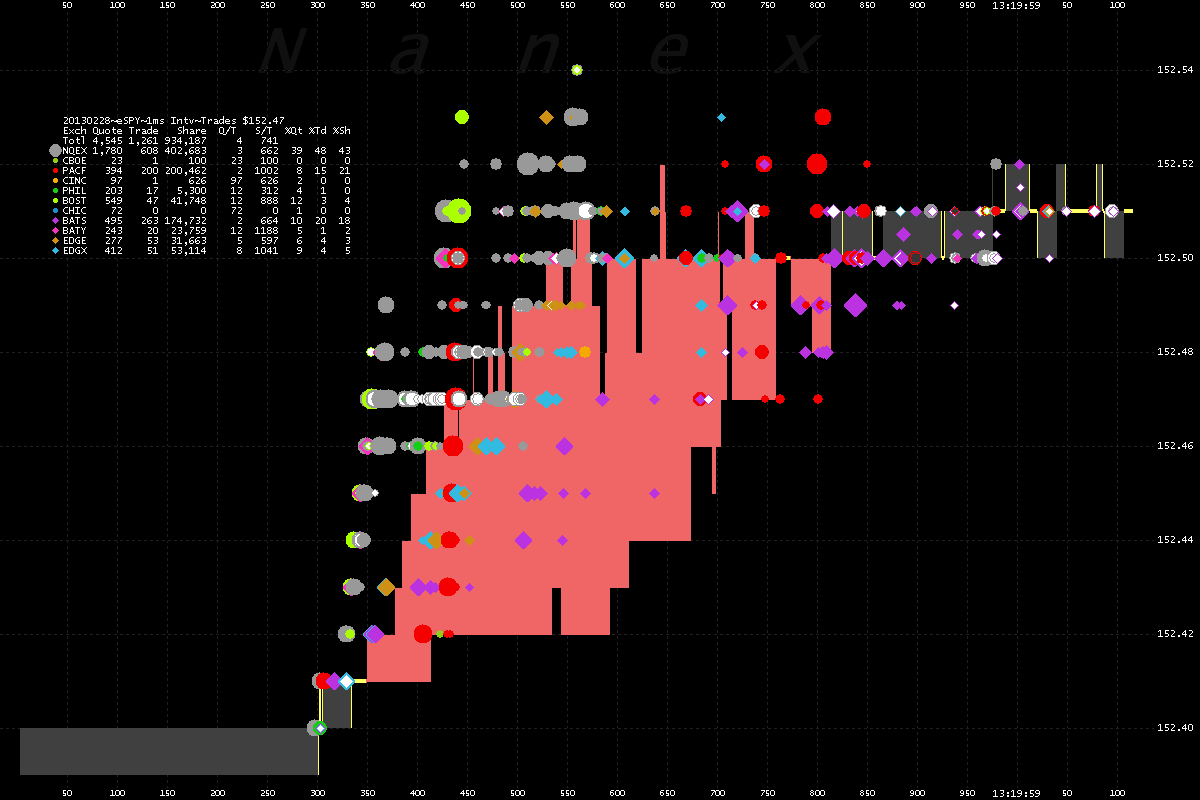 50 100 150 200 250 300 350 400 450 500 550 600 650 700 750 800 850 900 950 13:19:59 50 100
N a n e x
152.54
20130228~eSPY~1ms Intv~Trades $152.47
Exch Quote Trade Share Q/T S/T %Qt %Td %Sh
Totl 4,545 1,261 934,187 4 741
NQEX 1,780 608 402,683 3 662 39 48 43
CBOE 23 1 100 23 100 0 0 0
152.52
PACF 394 200 200,462 2 1002 8 15 21
CINC 97 1 626 97 626 2 0 0
PHIL 203 17 5,300 12 312 4 1 0
BOST 549 47 41,748 12 888 12 3 4
CHIC 72 0 0 72 0 1 0 0
BATS 495 263 174,732 2 664 10 20 18
BATY 243 20 23,759 12 1188 5 1 2
EDGE 277 53 31,663 5 597 6 4 3
EDGX 412 51 53,114 8 1041 9 4 5
152.50
152.48
152.46
152.44
152.42
152.40
50 100 150 200 250 300 350 400 450 500 550 600 650 700 750 800 850 900 950 13:19:59 50 100